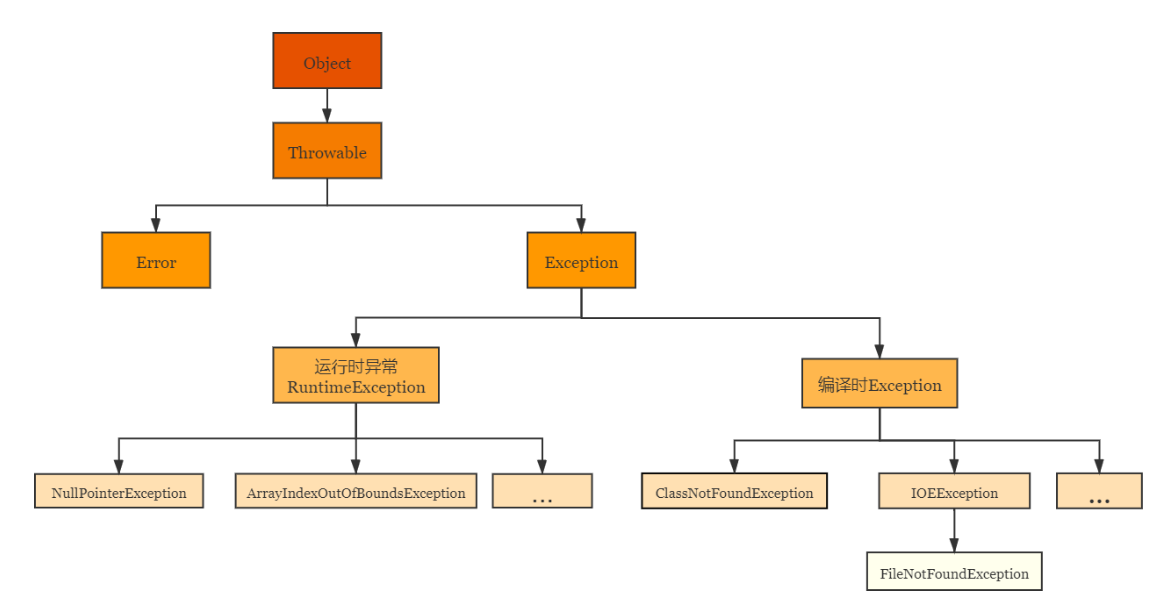 Object
Throwable
Error
Exception
运行时异常
RuntimeException
编译时Exception
NullPointerException
ArrayIndexOutOfBoundsException
...
ClassNotFoundException
IOEException
...
FileNotFoundException